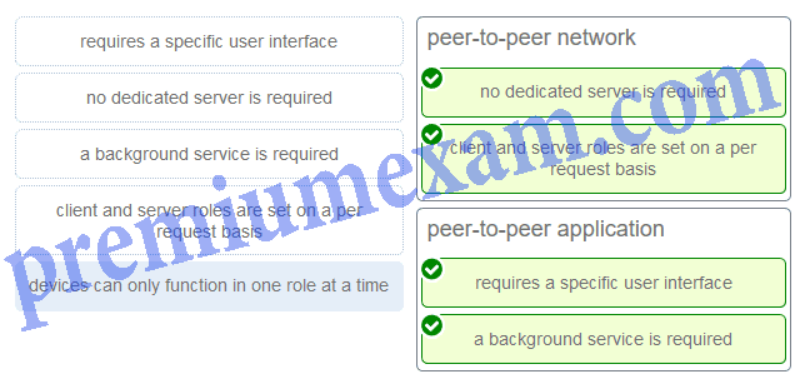 requires a specific user interface
no dedicated server is required
a background service is required
client and server roles are set on a per
request basis
devices can only function in one role at a time
peer-to-peer network
no dedicated server is required
client and server roles are set on a per
request basis
peer-to-peer application
requires a specific user interface
a background service is required
premiumexam.com